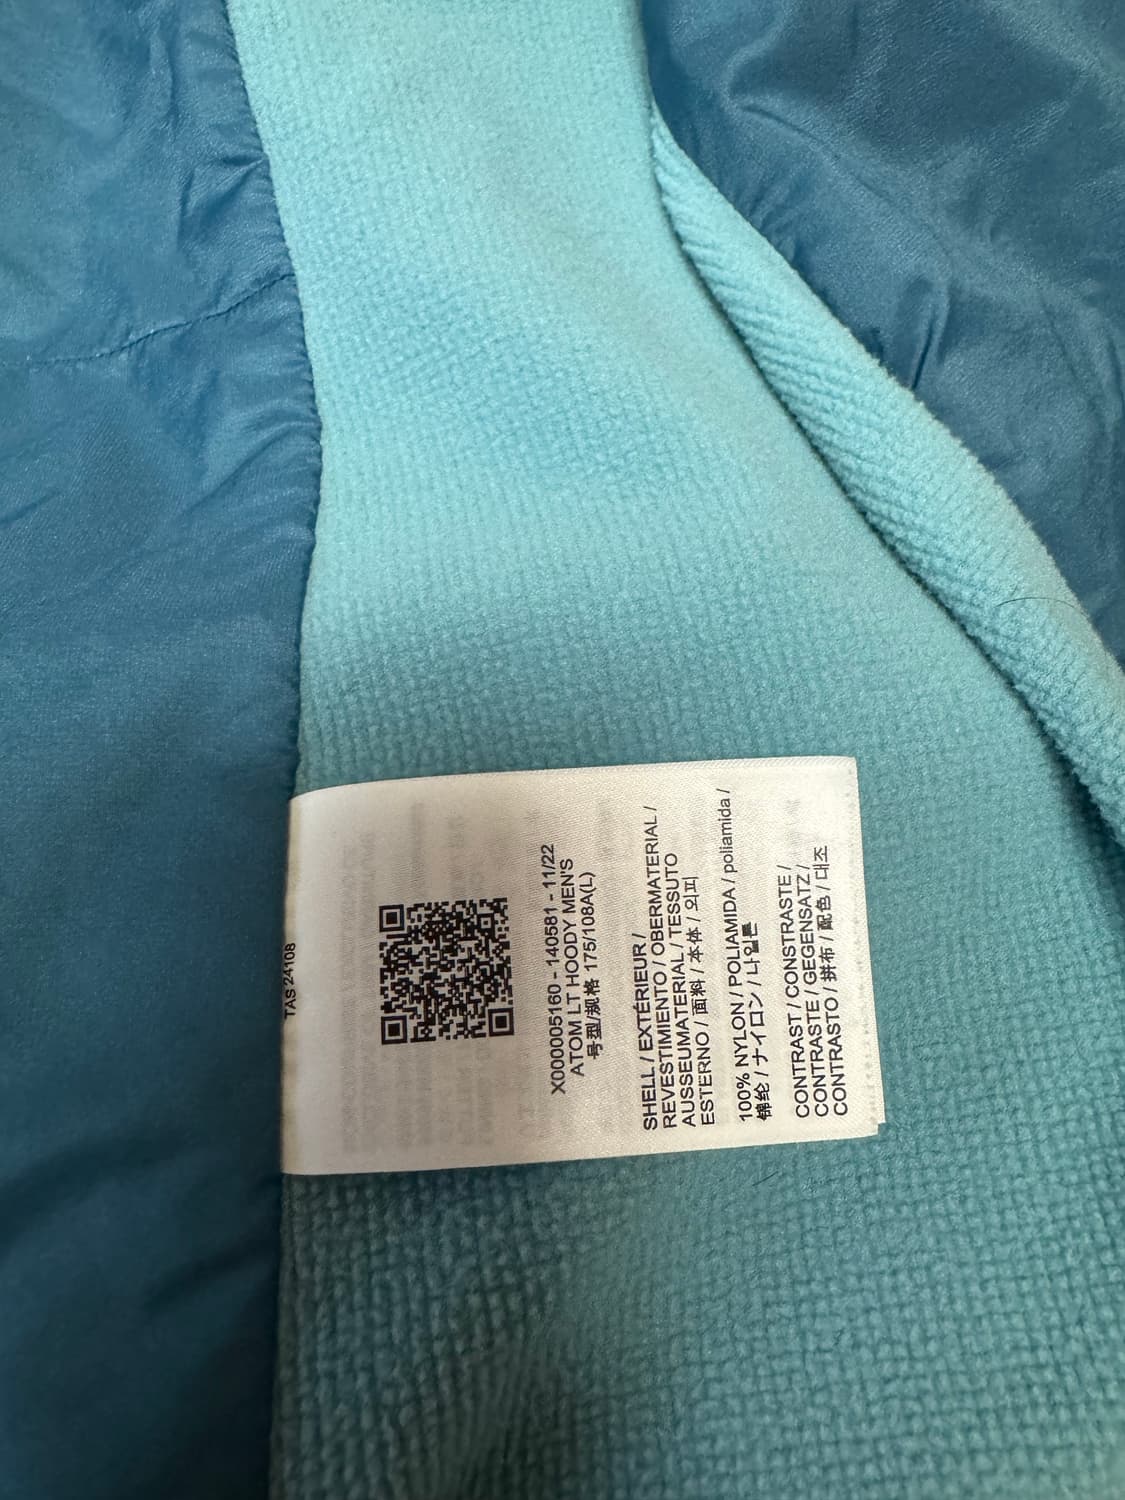 TAS 24108
X000005160 - 140581 - 11/22
ATOM LT HOODY MEN'S
号型/规格 175/108A(L)
SHELL / EXTÉRIEUR /
REVESTIMIENTO / OBERMATERIAL /
AUSSEUMATERIAL / TESSUTO
ESTERNO / 面料 / 本体 / 외피
100% NYLON / POLIAMIDA / poliamida /
锦纶 / ナイロン / 나일론
CONTRAST / CONSTRASTE /
CONTRASTE / GEGENSATZ /
CONTRASTO / 拼布 / 配色 / 대조